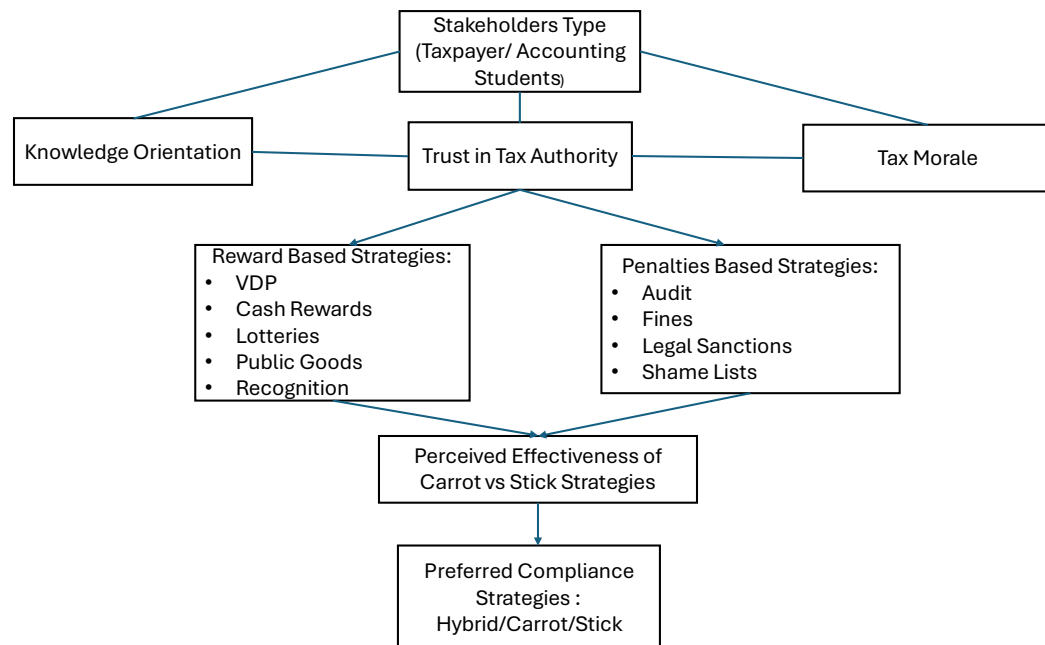 Stakeholders Type
(Taxpayer/ Accounting
Students)
Knowledge Orientation
Trust in Tax Authority
Tax Morale
Reward Based Strategies:
• VDP
• Cash Rewards
• Lotteries
• Public Goods
• Recognition
Penalties Based Strategies:
• Audit
• Fines
• Legal Sanctions
• Shame Lists
Perceived Effectiveness of
Carrot vs Stick Strategies
Preferred Compliance
Strategies :
Hybrid/Carrot/Stick